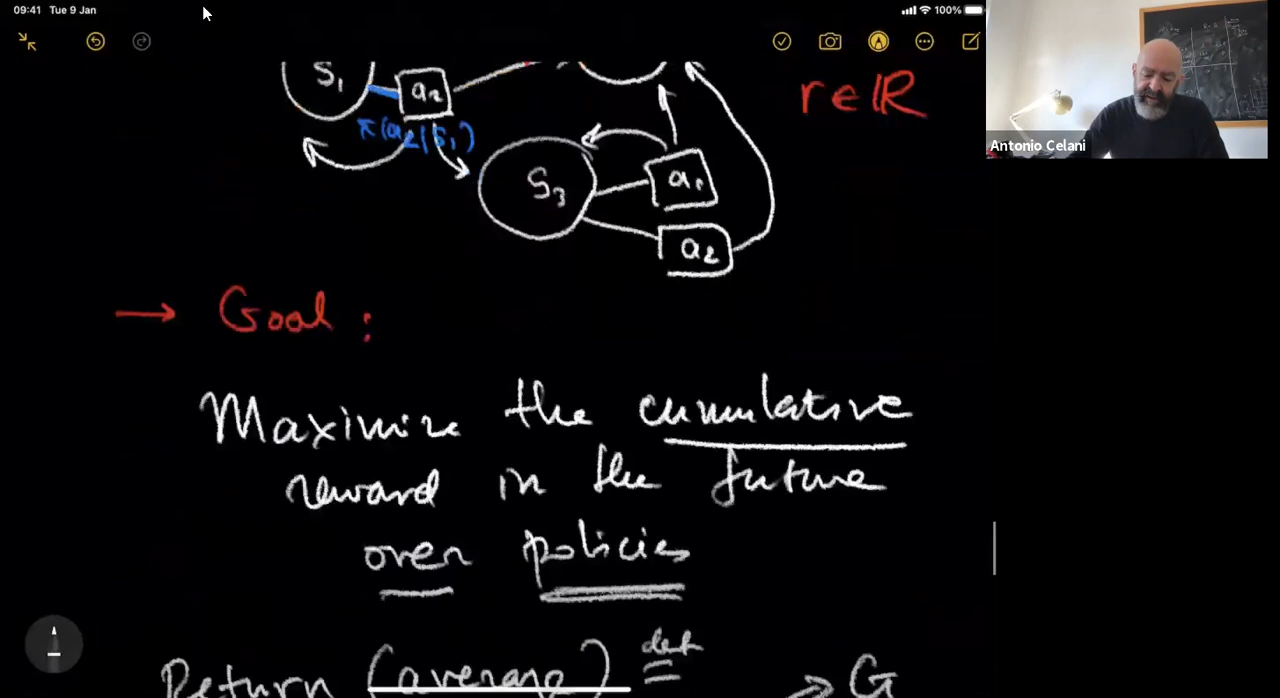 09:41 Tue 9 Jan
100%
S₁
a₂
r∈ℝ
π(a₂|S₁)
Antonio Celani
S₃
a₁
a₂
→ Goal :
Maximize the cumulative
reward in the future
over policies
Return (average) def = → G